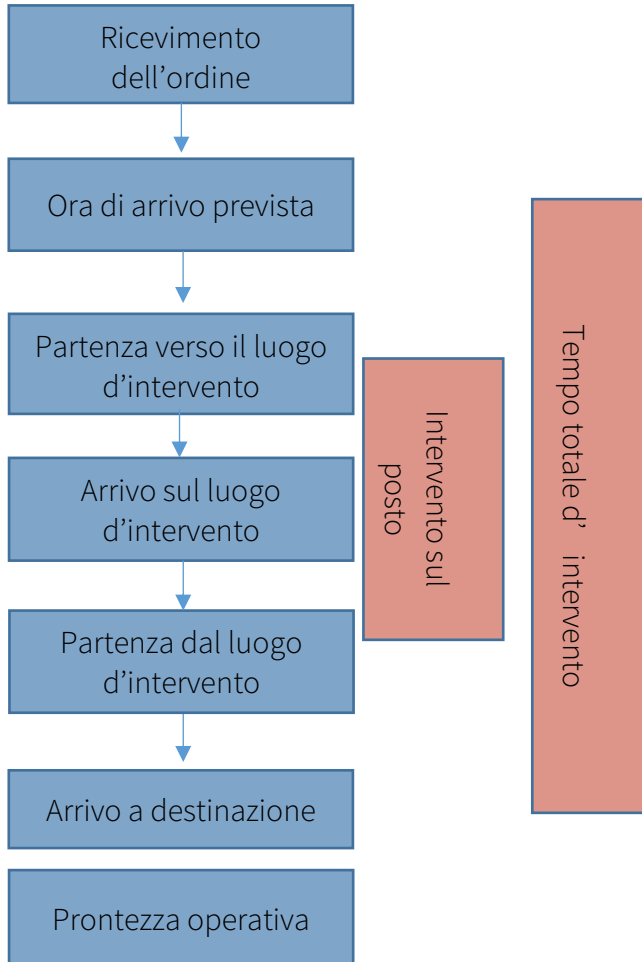 Ricevimento
dell'ordine
Ora di arrivo prevista
Partenza verso il luogo
d'intervento
Arrivo sul luogo
d'intervento
Partenza dal luogo
d'intervento
Arrivo a destinazione
Prontezza operativa
Intervento sul
posto
Tempo totale d' intervento